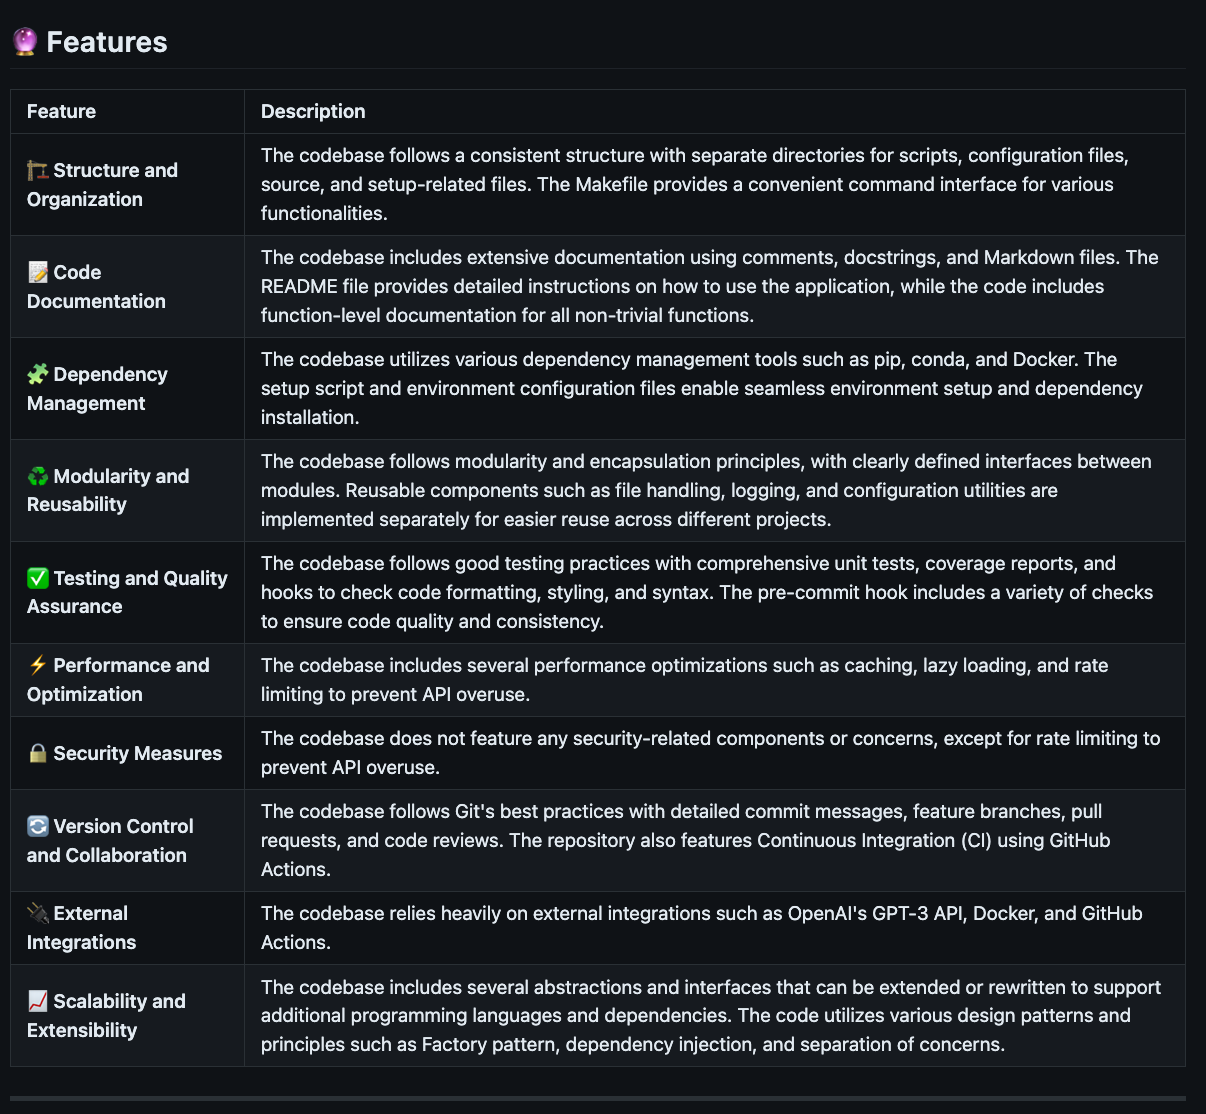 🔮 Features
Feature
Description
🏗️ Structure and
Organization
The codebase follows a consistent structure with separate directories for scripts, configuration files,
source, and setup-related files. The Makefile provides a convenient command interface for various
functionalities.
📝 Code
Documentation
The codebase includes extensive documentation using comments, docstrings, and Markdown files. The
README file provides detailed instructions on how to use the application, while the code includes
function-level documentation for all non-trivial functions.
🧩 Dependency
Management
The codebase utilizes various dependency management tools such as pip, conda, and Docker. The
setup script and environment configuration files enable seamless environment setup and dependency
installation.
♻️ Modularity and
Reusability
The codebase follows modularity and encapsulation principles, with clearly defined interfaces between
modules. Reusable components such as file handling, logging, and configuration utilities are
implemented separately for easier reuse across different projects.
✅ Testing and Quality
Assurance
The codebase follows good testing practices with comprehensive unit tests, coverage reports, and
hooks to check code formatting, styling, and syntax. The pre-commit hook includes a variety of checks
to ensure code quality and consistency.
⚡ Performance and
Optimization
The codebase includes several performance optimizations such as caching, lazy loading, and rate
limiting to prevent API overuse.
🔒 Security Measures
The codebase does not feature any security-related components or concerns, except for rate limiting to
prevent API overuse.
🔄 Version Control
and Collaboration
The codebase follows Git's best practices with detailed commit messages, feature branches, pull
requests, and code reviews. The repository also features Continuous Integration (CI) using GitHub
Actions.
🔌 External
Integrations
The codebase relies heavily on external integrations such as OpenAI's GPT-3 API, Docker, and GitHub
Actions.
📈 Scalability and
Extensibility
The codebase includes several abstractions and interfaces that can be extended or rewritten to support
additional programming languages and dependencies. The code utilizes various design patterns and
principles such as Factory pattern, dependency injection, and separation of concerns.